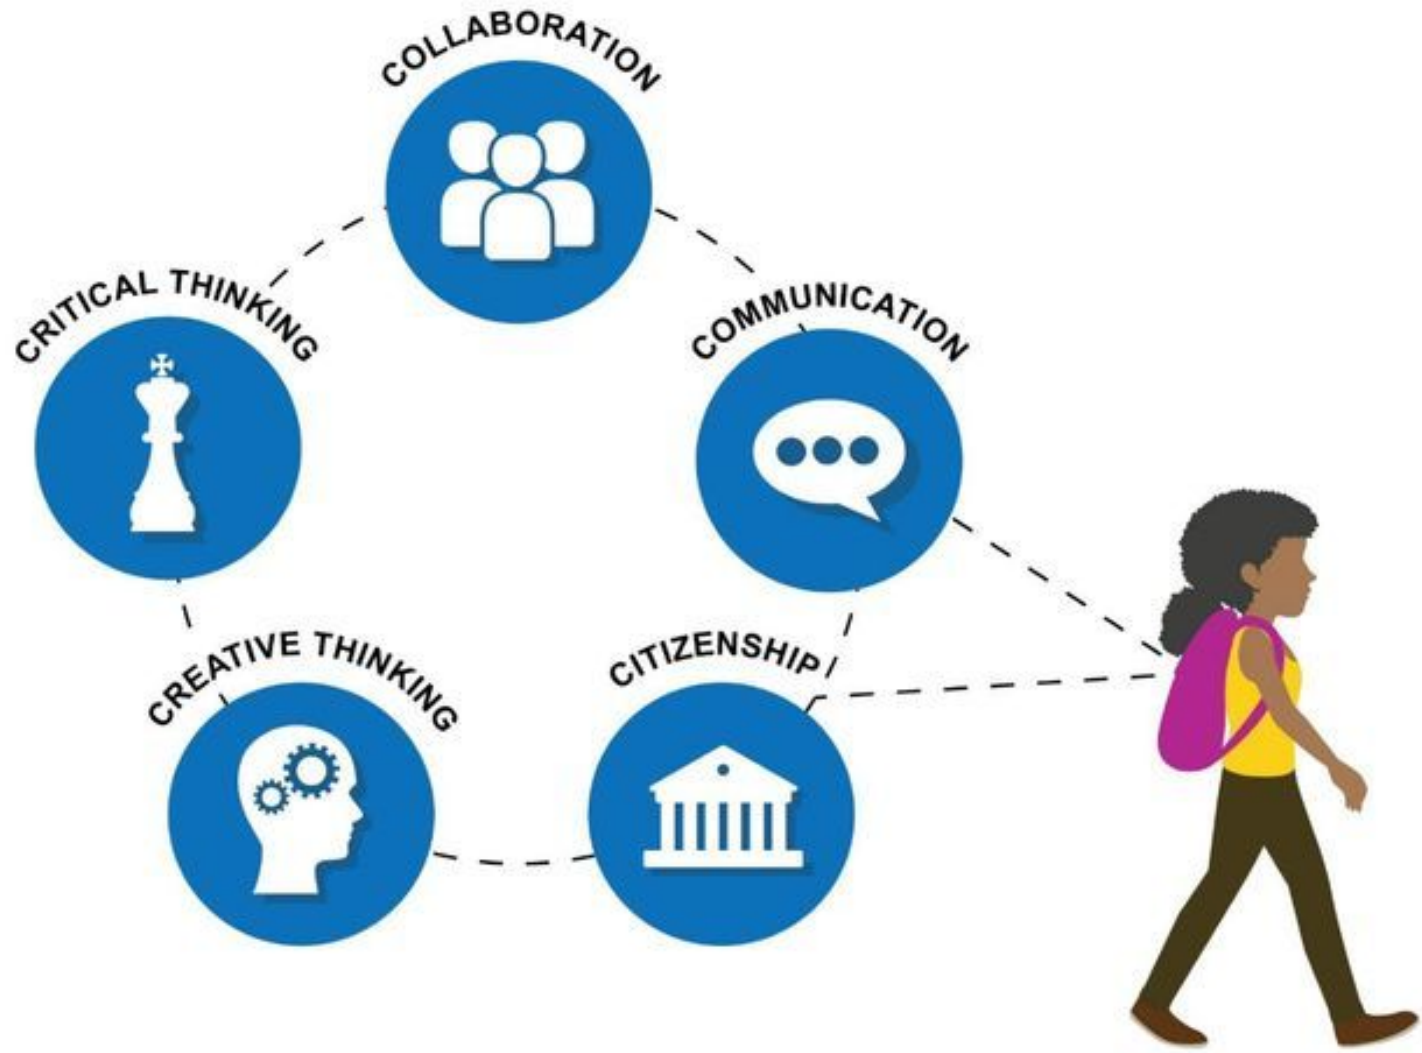 COLLABORATION
CRITICAL THINKING
COMMUNICATION
CREATIVE THINKING
CITIZENSHIP